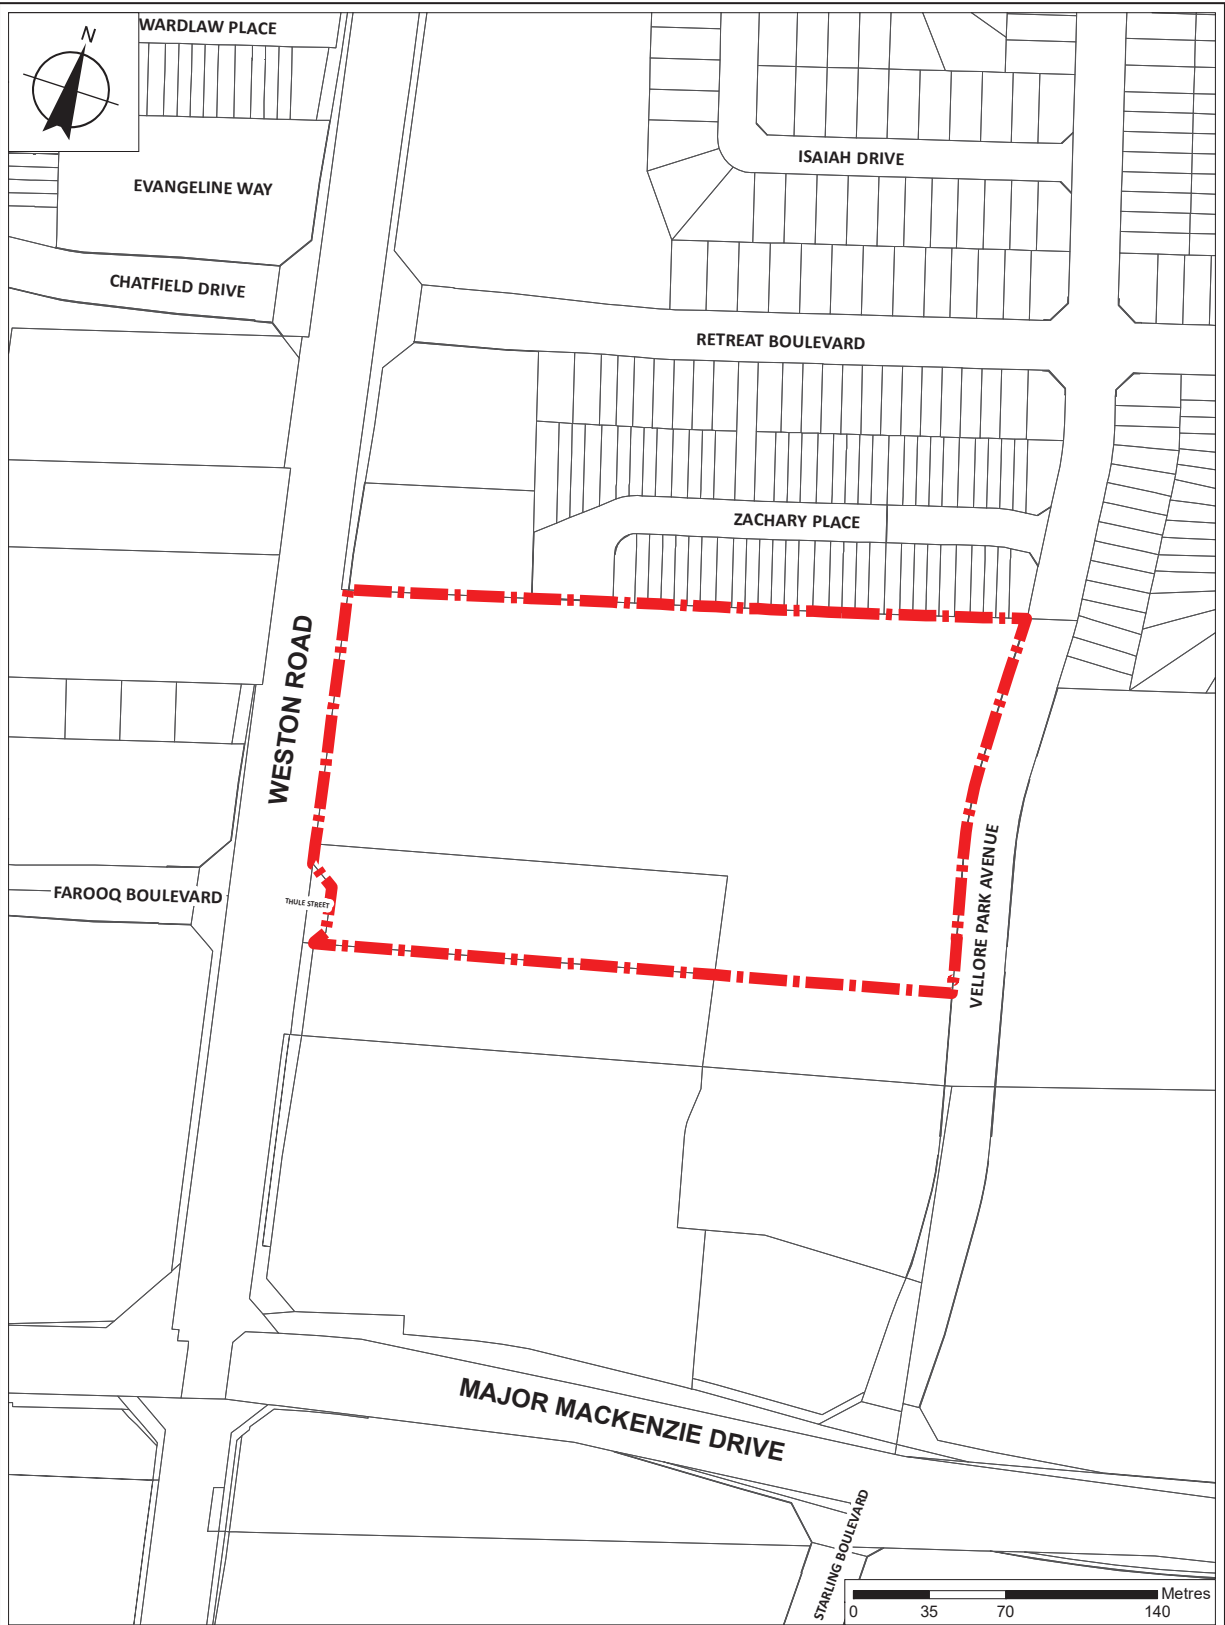 WARDLAW PLACE
N
ISAIAH DRIVE
EVANGELINE WAY
CHATFIELD DRIVE
RETREAT BOULEVARD
ZACHARY PLACE
WESTON ROAD
VELLORE PARK AVENUE
FAROOQ BOULEVARD
THULE STREET
MAJOR MACKENZIE DRIVE
STARLING BOULEVARD
Metres
0 35 70 140